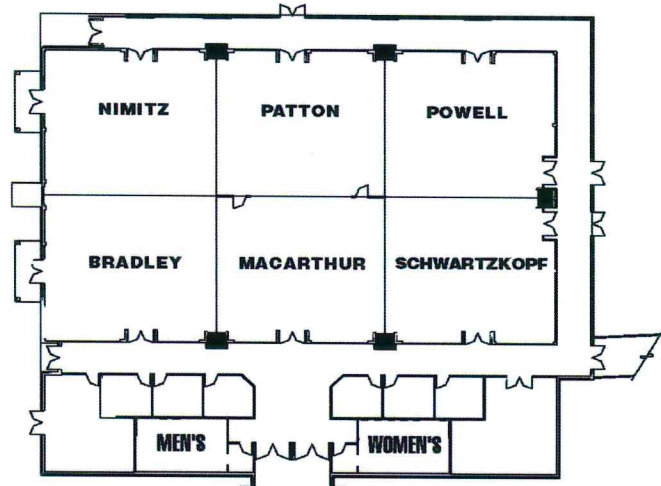 NIMITZ
PATTON
POWELL
BRADLEY
MACARTHUR
SCHWARTZKOPF
MEN'S
WOMEN'S